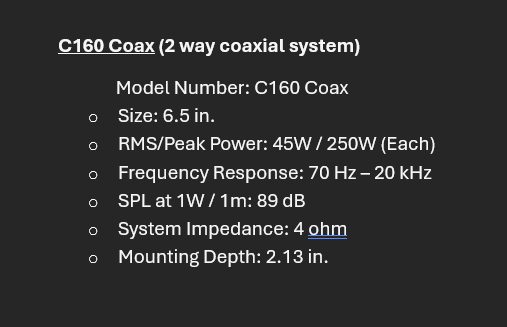 C160 Coax (2 way coaxial system)
Model Number: C160 Coax
o Size: 6.5 in.
o RMS/Peak Power: 45W / 250W (Each)
o Frequency Response: 70 Hz – 20 kHz
o SPL at 1W / 1m: 89 dB
o System Impedance: 4 ohm
o Mounting Depth: 2.13 in.